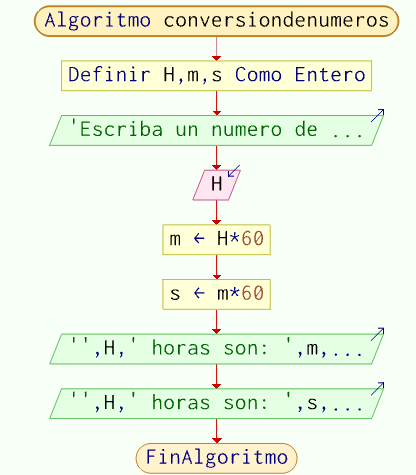 Algoritmo conversiondenumeros
Definir H,m,s Como Entero
'Escriba un numero de ...
H
m ← H*60
s ← m*60
'',H,' horas son: ',m,...
'',H,' horas son: ',s,...
FinAlgoritmo